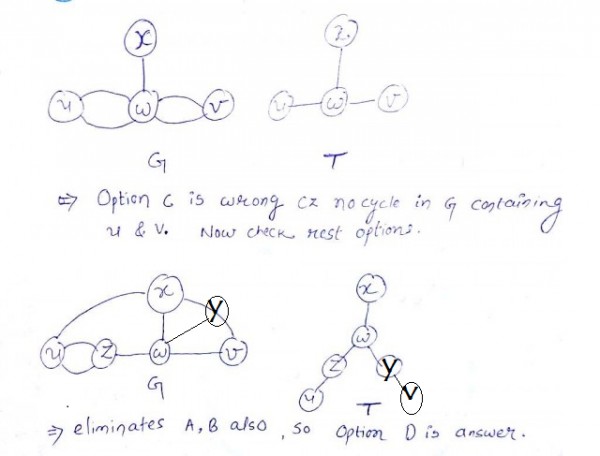 x
z
u w v
u w v
G T
⇒ Option C is wrong cz no cycle in G containing
u & v. Now check rest options.
x
x
y
w
u z w v
z y
G
u T v
⇒ eliminates A, B also, so Option D is answer.